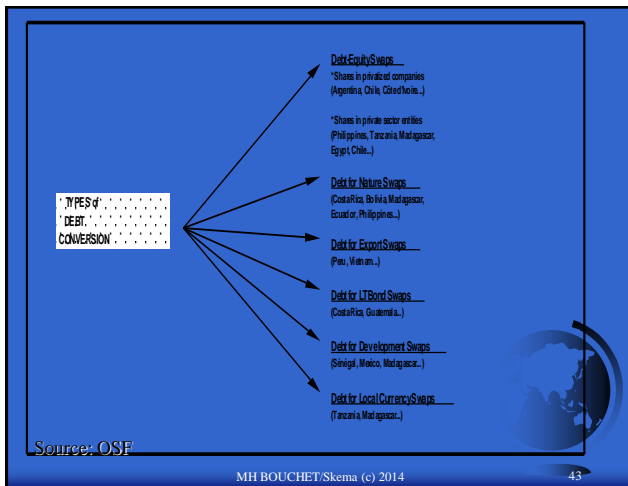 TYPES of
DEBT
CONVERSION
Debt-Equity Swaps
*Shares in privatized companies
(Argentina, Chile, Côte d'Ivoire...)
*Shares in private sector entities
(Philippines, Tanzania, Madagascar,
Egypt, Chile...)
Debt for Nature Swaps
(Costa Rica, Bolivia, Madagascar,
Ecuador, Philippines...)
Debt for Export Swaps
(Peru, Vietnam...)
Debt for LT Bond Swaps
(Costa Rica, Guatemala...)
Debt for Development Swaps
(Sénégal, Mexico, Madagascar...)
Debt for Local Currency Swaps
(Tanzania, Madagascar...)
Source: OSF
MH BOUCHET/Skema (c) 2014
43